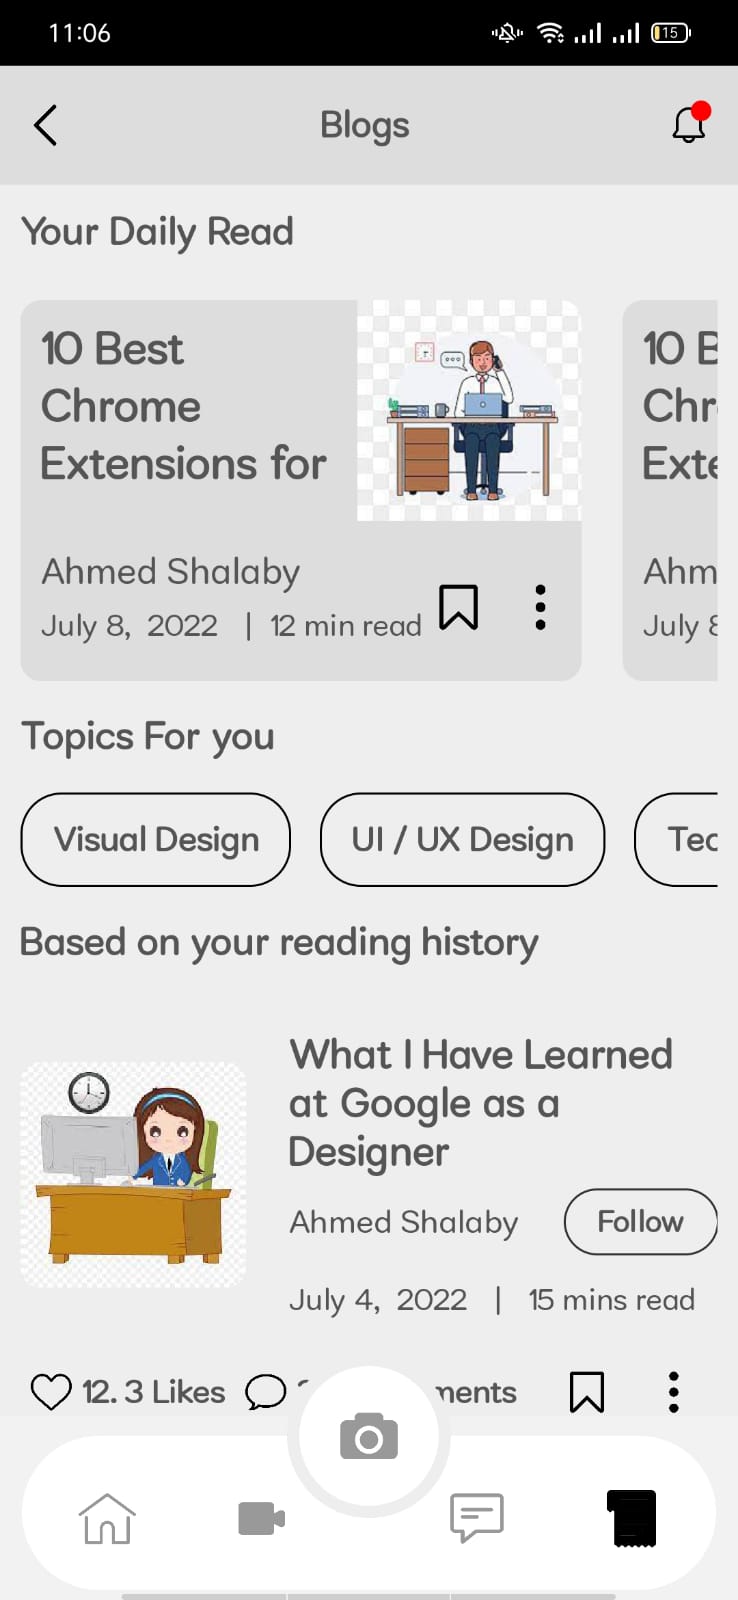 11:06
15
Blogs
Your Daily Read
10 Best
Chrome
Extensions for
Ahmed Shalaby
July 8, 2022 | 12 min read
10 B
Chr
Exte
Ahm
July 8
Topics For you
Visual Design
UI / UX Design
Tec
Based on your reading history
What I Have Learned
at Google as a
Designer
Ahmed Shalaby
Follow
July 4, 2022 | 15 mins read
12. 3 Likes
ments